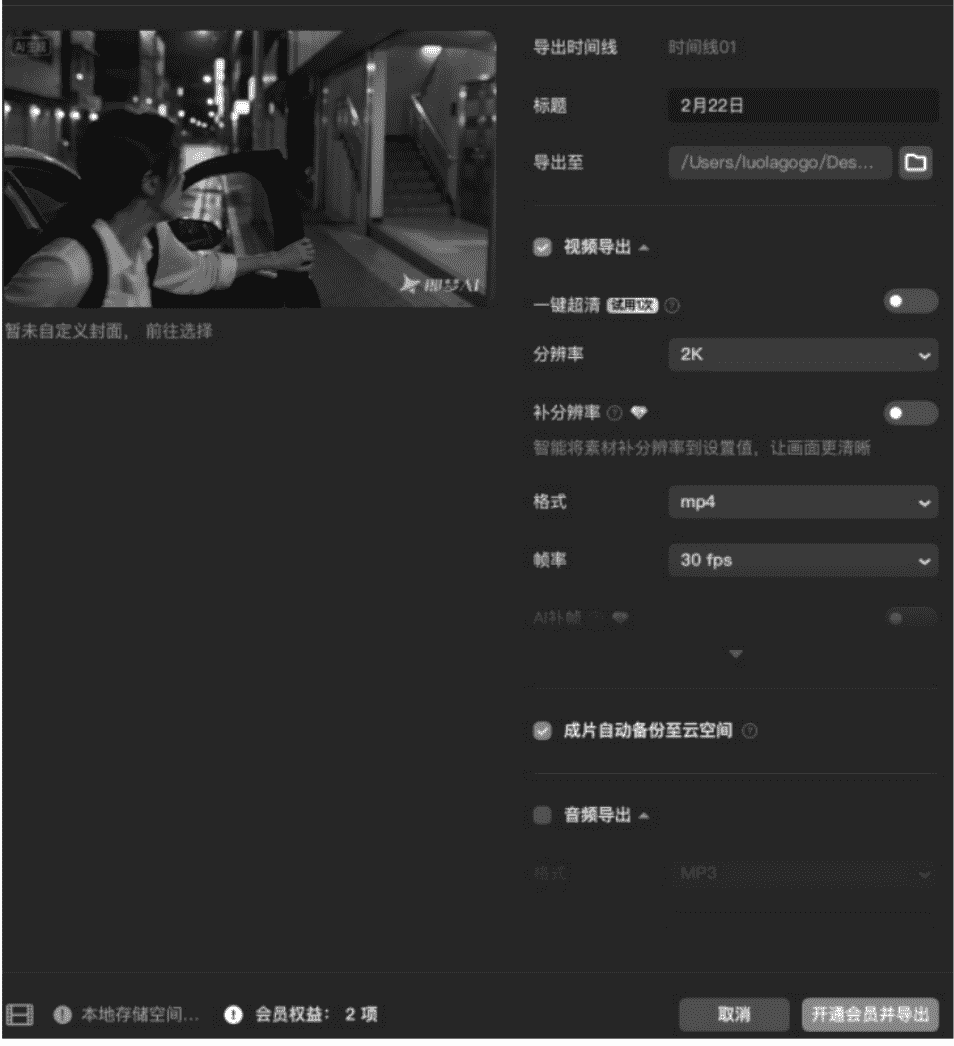 AI生成
即梦AI
暂未自定义封面， 前往选择
导出时间线 时间线01
标题 2月22日
导出至 /Users/luolagogo/Des...
视频导出
一键超清 试用1次
分辨率 2K
补分辨率
智能将素材补分辨率到设置值，让画面更清晰
格式 mp4
帧率 30 fps
AI补帧
成片自动备份至云空间
音频导出
格式 MP3
本地存储空间... 会员权益： 2 项 取消 开通会员并导出